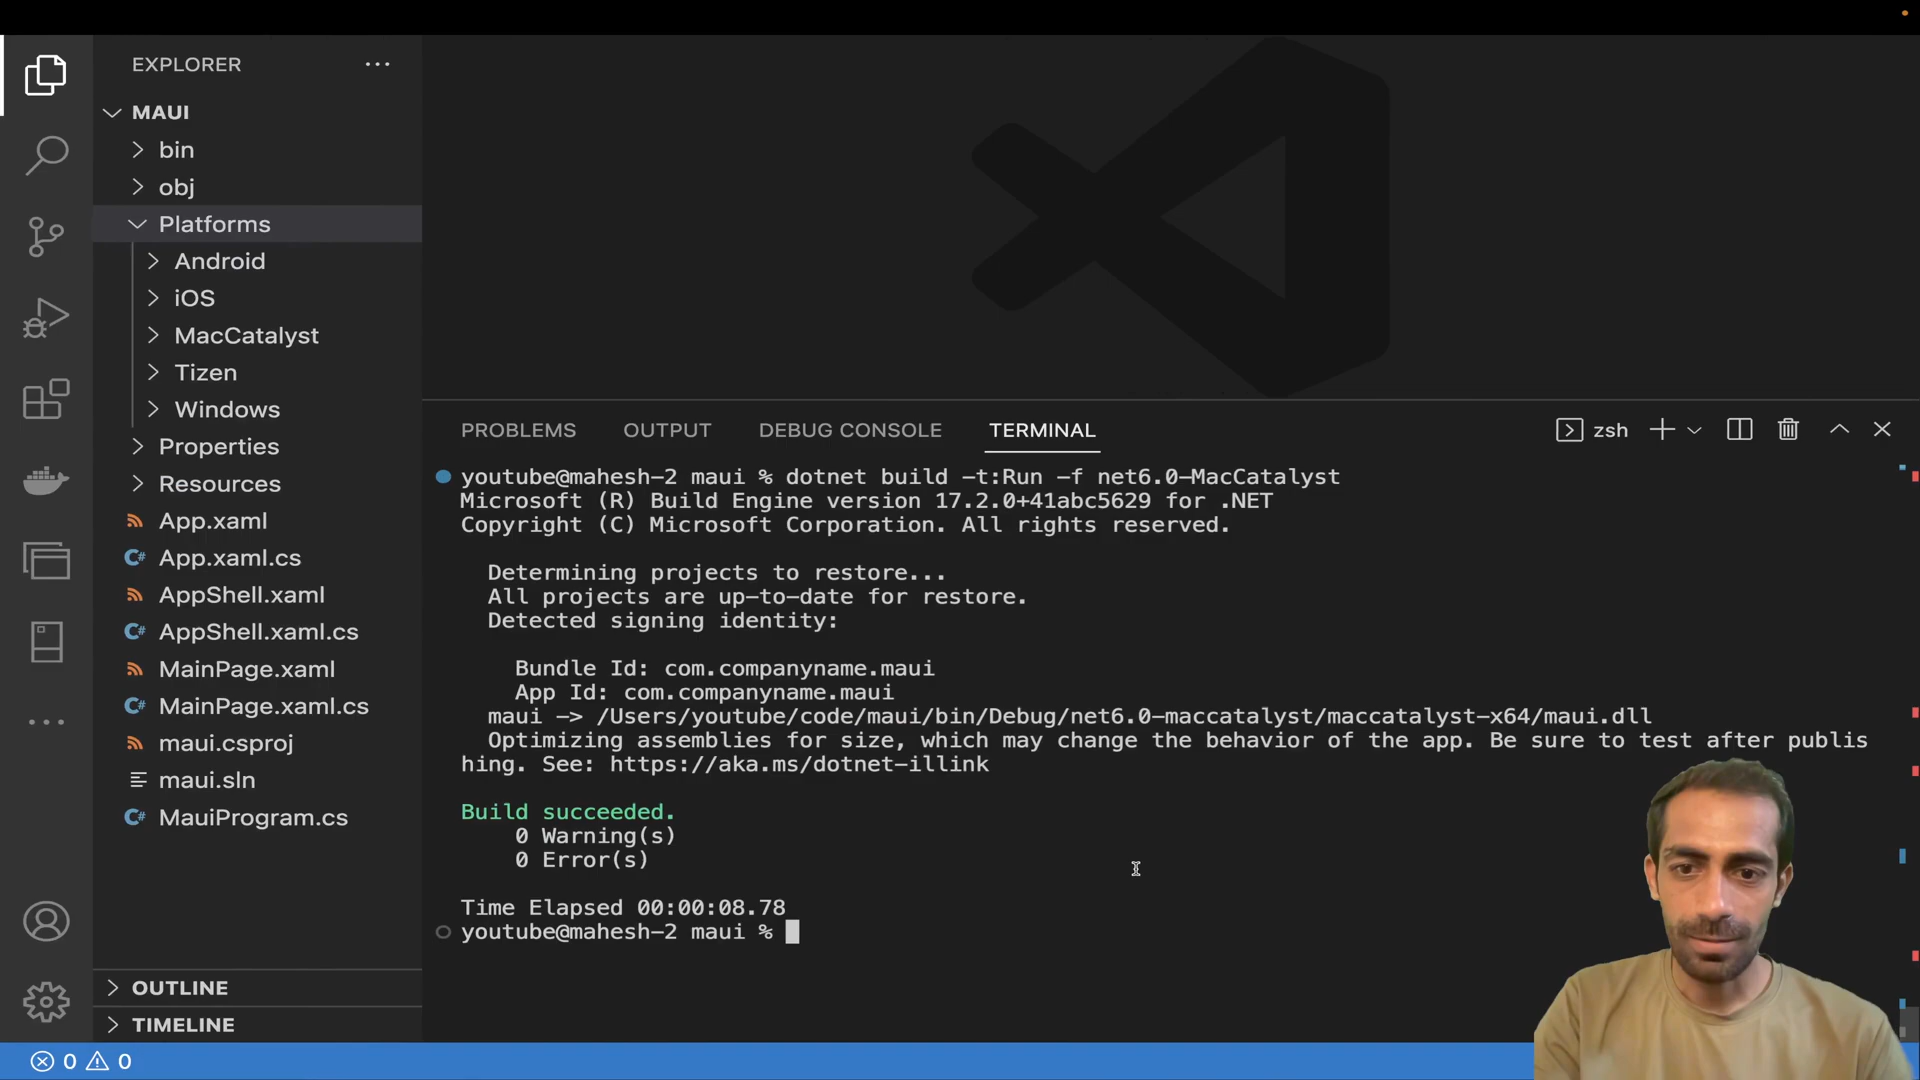 EXPLORER
MAUI
bin
obj
Platforms
Android
iOS
MacCatalyst
Tizen
Windows
Properties
Resources
App.xaml
App.xaml.cs
AppShell.xaml
AppShell.xaml.cs
MainPage.xaml
MainPage.xaml.cs
maui.csproj
maui.sln
MauiProgram.cs
OUTLINE
TIMELINE
0 0
PROBLEMS OUTPUT DEBUG CONSOLE TERMINAL zsh
youtube@mahesh-2 maui % dotnet build -t:Run -f net6.0-MacCatalyst
Microsoft (R) Build Engine version 17.2.0+41abc5629 for .NET
Copyright (C) Microsoft Corporation. All rights reserved.
Determining projects to restore...
All projects are up-to-date for restore.
Detected signing identity:
Bundle Id: com.companyname.maui
App Id: com.companyname.maui
maui -> /Users/youtube/code/maui/bin/Debug/net6.0-maccatalyst/maccatalyst-x64/maui.dll
Optimizing assemblies for size, which may change the behavior of the app. Be sure to test after publis
hing. See: https://aka.ms/dotnet-illink
Build succeeded.
0 Warning(s)
0 Error(s)
Time Elapsed 00:00:08.78
youtube@mahesh-2 maui %